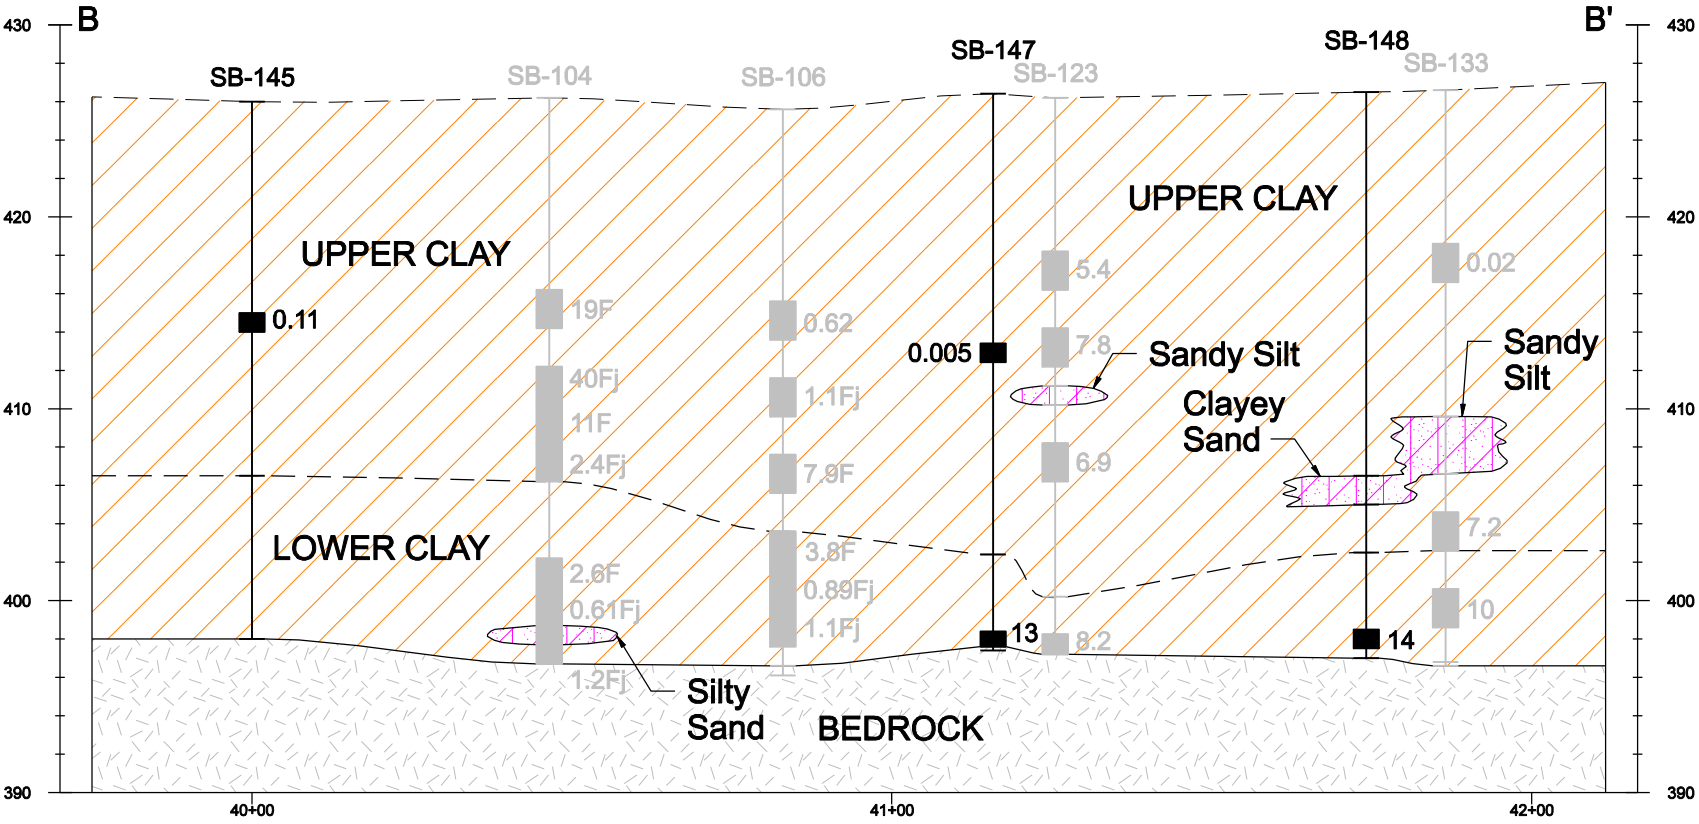 B
B'
430
430
SB-145
SB-104
SB-106
SB-147
SB-123
SB-148
SB-133
420
420
UPPER CLAY
UPPER CLAY
5.4
0.02
0.11
19F
0.62
0.005
7.8
Sandy Silt
Sandy
Silt
40Fj
1.1Fj
Clayey
Sand
410
410
11F
2.4Fj
7.9F
6.9
7.2
LOWER CLAY
3.8F
2.6F
0.89Fj
400
400
0.61Fj
1.1Fj
10
13
8.2
14
1.2Fj
Silty
Sand
BEDROCK
390
390
40+00
41+00
42+00